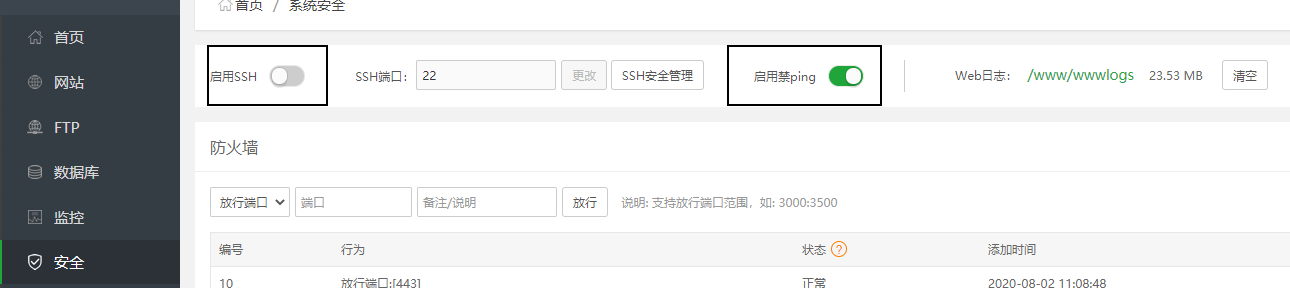 首页 / 系统安全
首页
网站
FTP
数据库
监控
安全
启用SSH SSH端口: 22 更改 SSH安全管理 启用禁ping Web日志: /www/wwwlogs 23.53 MB 清空
防火墙
放行端口 端口 备注/说明 放行 说明: 支持放行端口范围，如: 3000:3500
编号 行为 状态 ? 添加时间
10 放行端口:[443] 正常 2020-08-02 11:08:48